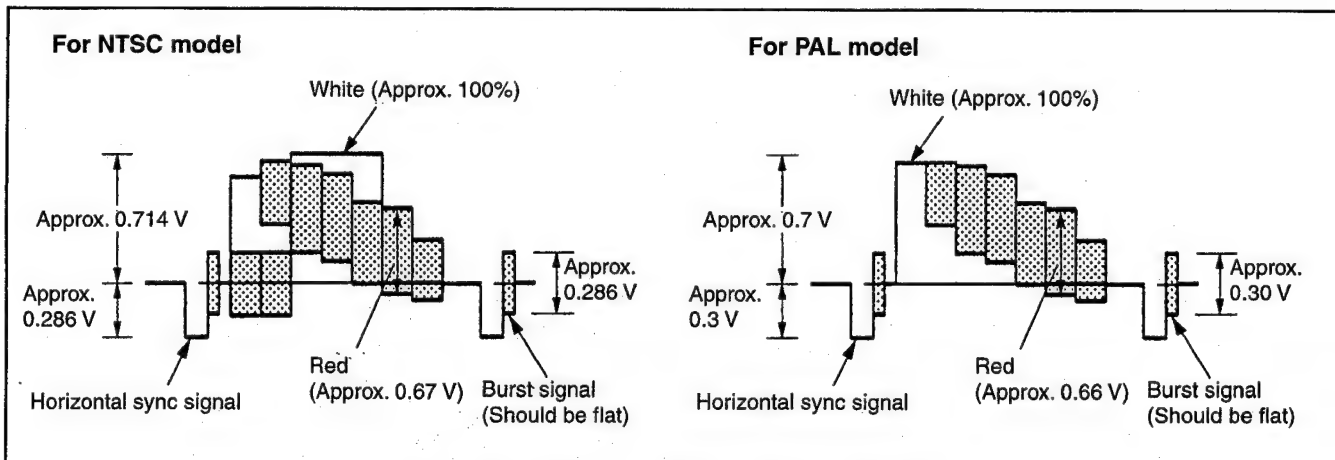 For NTSC model
White (Approx. 100%)
Approx. 0.714 V
Approx.
0.286 V
Approx.
0.286 V
Horizontal sync signal
Red
(Approx. 0.67 V)
Burst signal
(Should be flat)
For PAL model
White (Approx. 100%)
Approx. 0.7 V
Approx.
0.3 V
Approx.
0.30 V
Horizontal sync signal
Red
(Approx. 0.66 V)
Burst signal
(Should be flat)